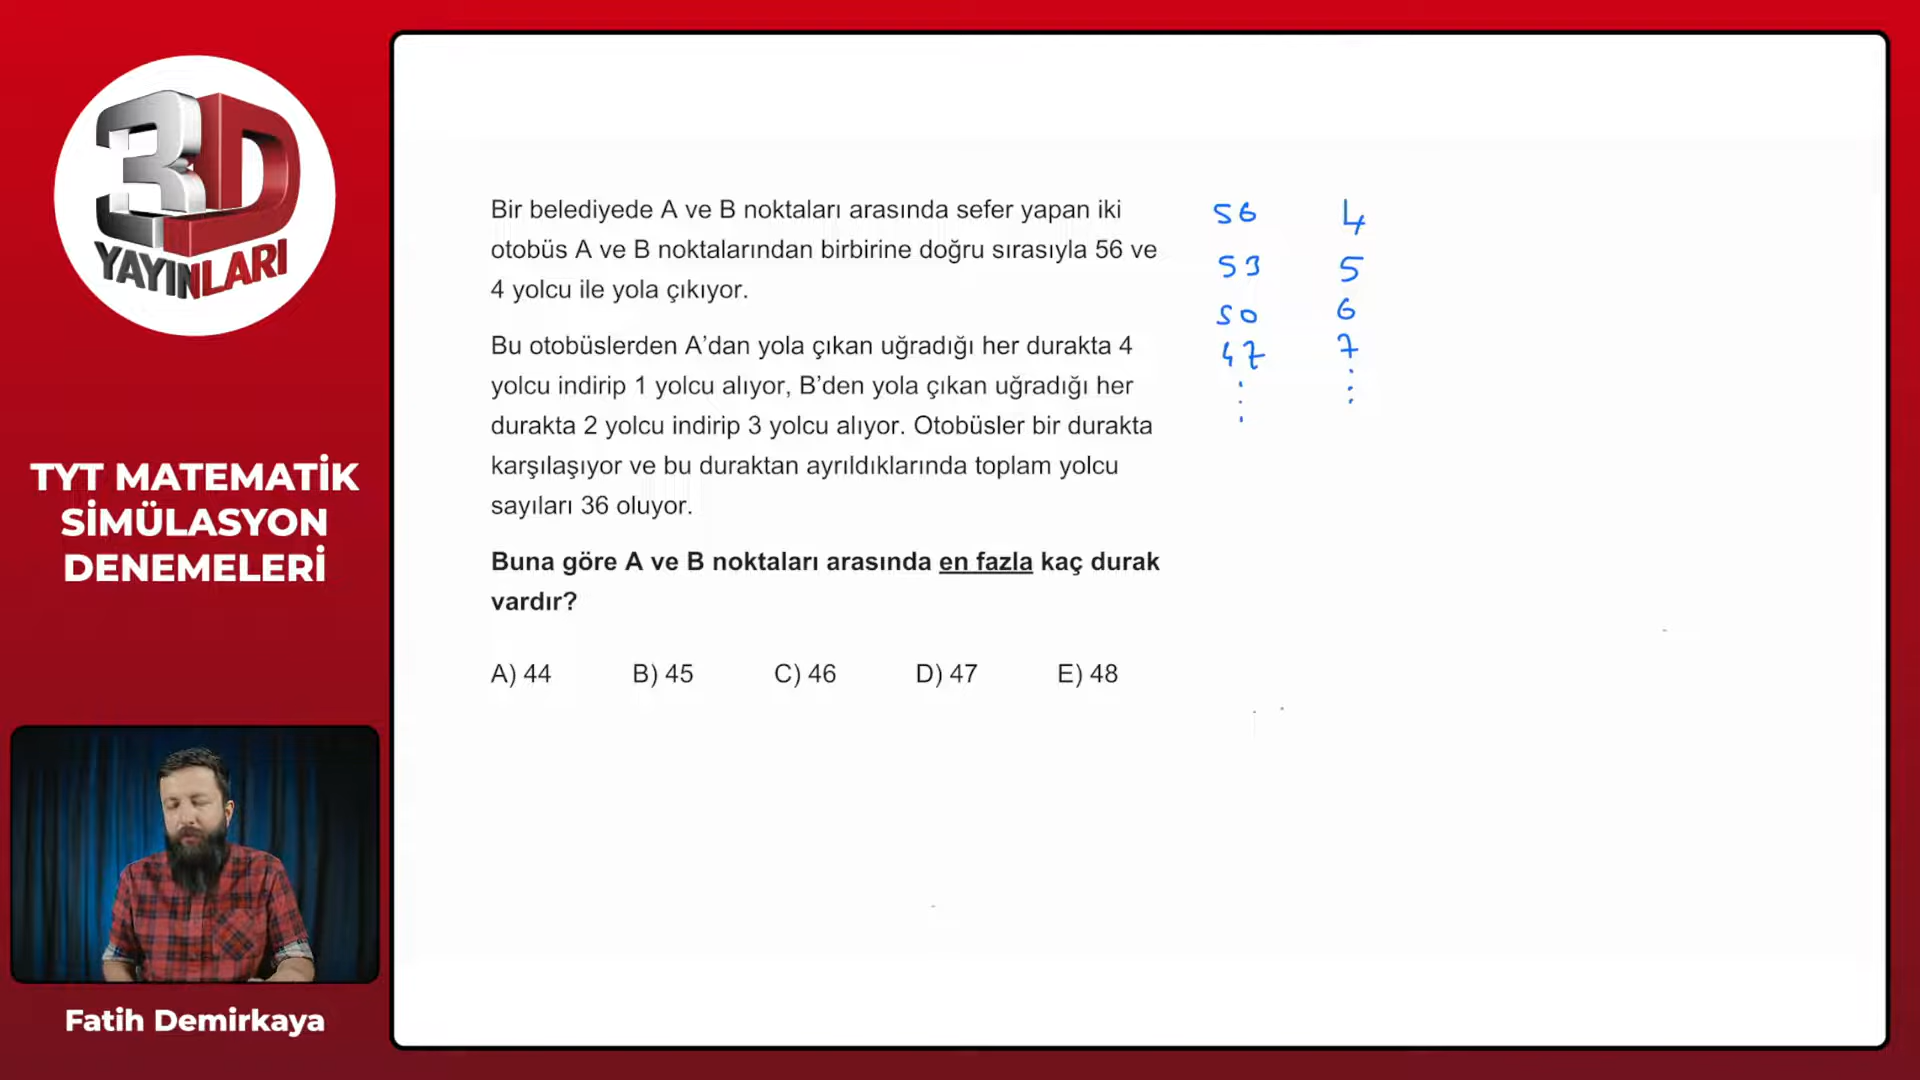 3D
YAYINLARI
TYT MATEMATİK
SİMÜLASYON
DENEMELERİ
Fatih Demirkaya
Bir belediyede A ve B noktaları arasında sefer yapan iki
otobüs A ve B noktalarından birbirine doğru sırasıyla 56 ve
4 yolcu ile yola çıkıyor.
Bu otobüslerden A’dan yola çıkan uğradığı her durakta 4
yolcu indirip 1 yolcu alıyor, B’den yola çıkan uğradığı her
durakta 2 yolcu indirip 3 yolcu alıyor. Otobüsler bir durakta
karşılaşıyor ve bu duraktan ayrıldıklarında toplam yolcu
sayıları 36 oluyor.
Buna göre A ve B noktaları arasında en fazla kaç durak
vardır?
A) 44 B) 45 C) 46 D) 47 E) 48
56 4
53 5
50 6
47 7